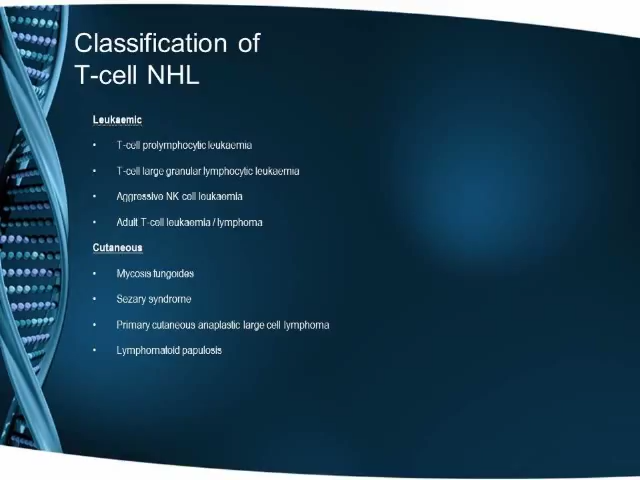 Classification of
T-cell NHL
Leukaemic
• T-cell prolymphocytic leukaemia
• T-cell large granular lymphocytic leukaemia
• Aggressive NK cell leukaemia
• Adult T-cell leukaemia / lymphoma
Cutaneous
• Mycosis fungoides
• Sezary syndrome
• Primary cutaneous anaplastic large cell lymphoma
• Lymphomatoid papulosis